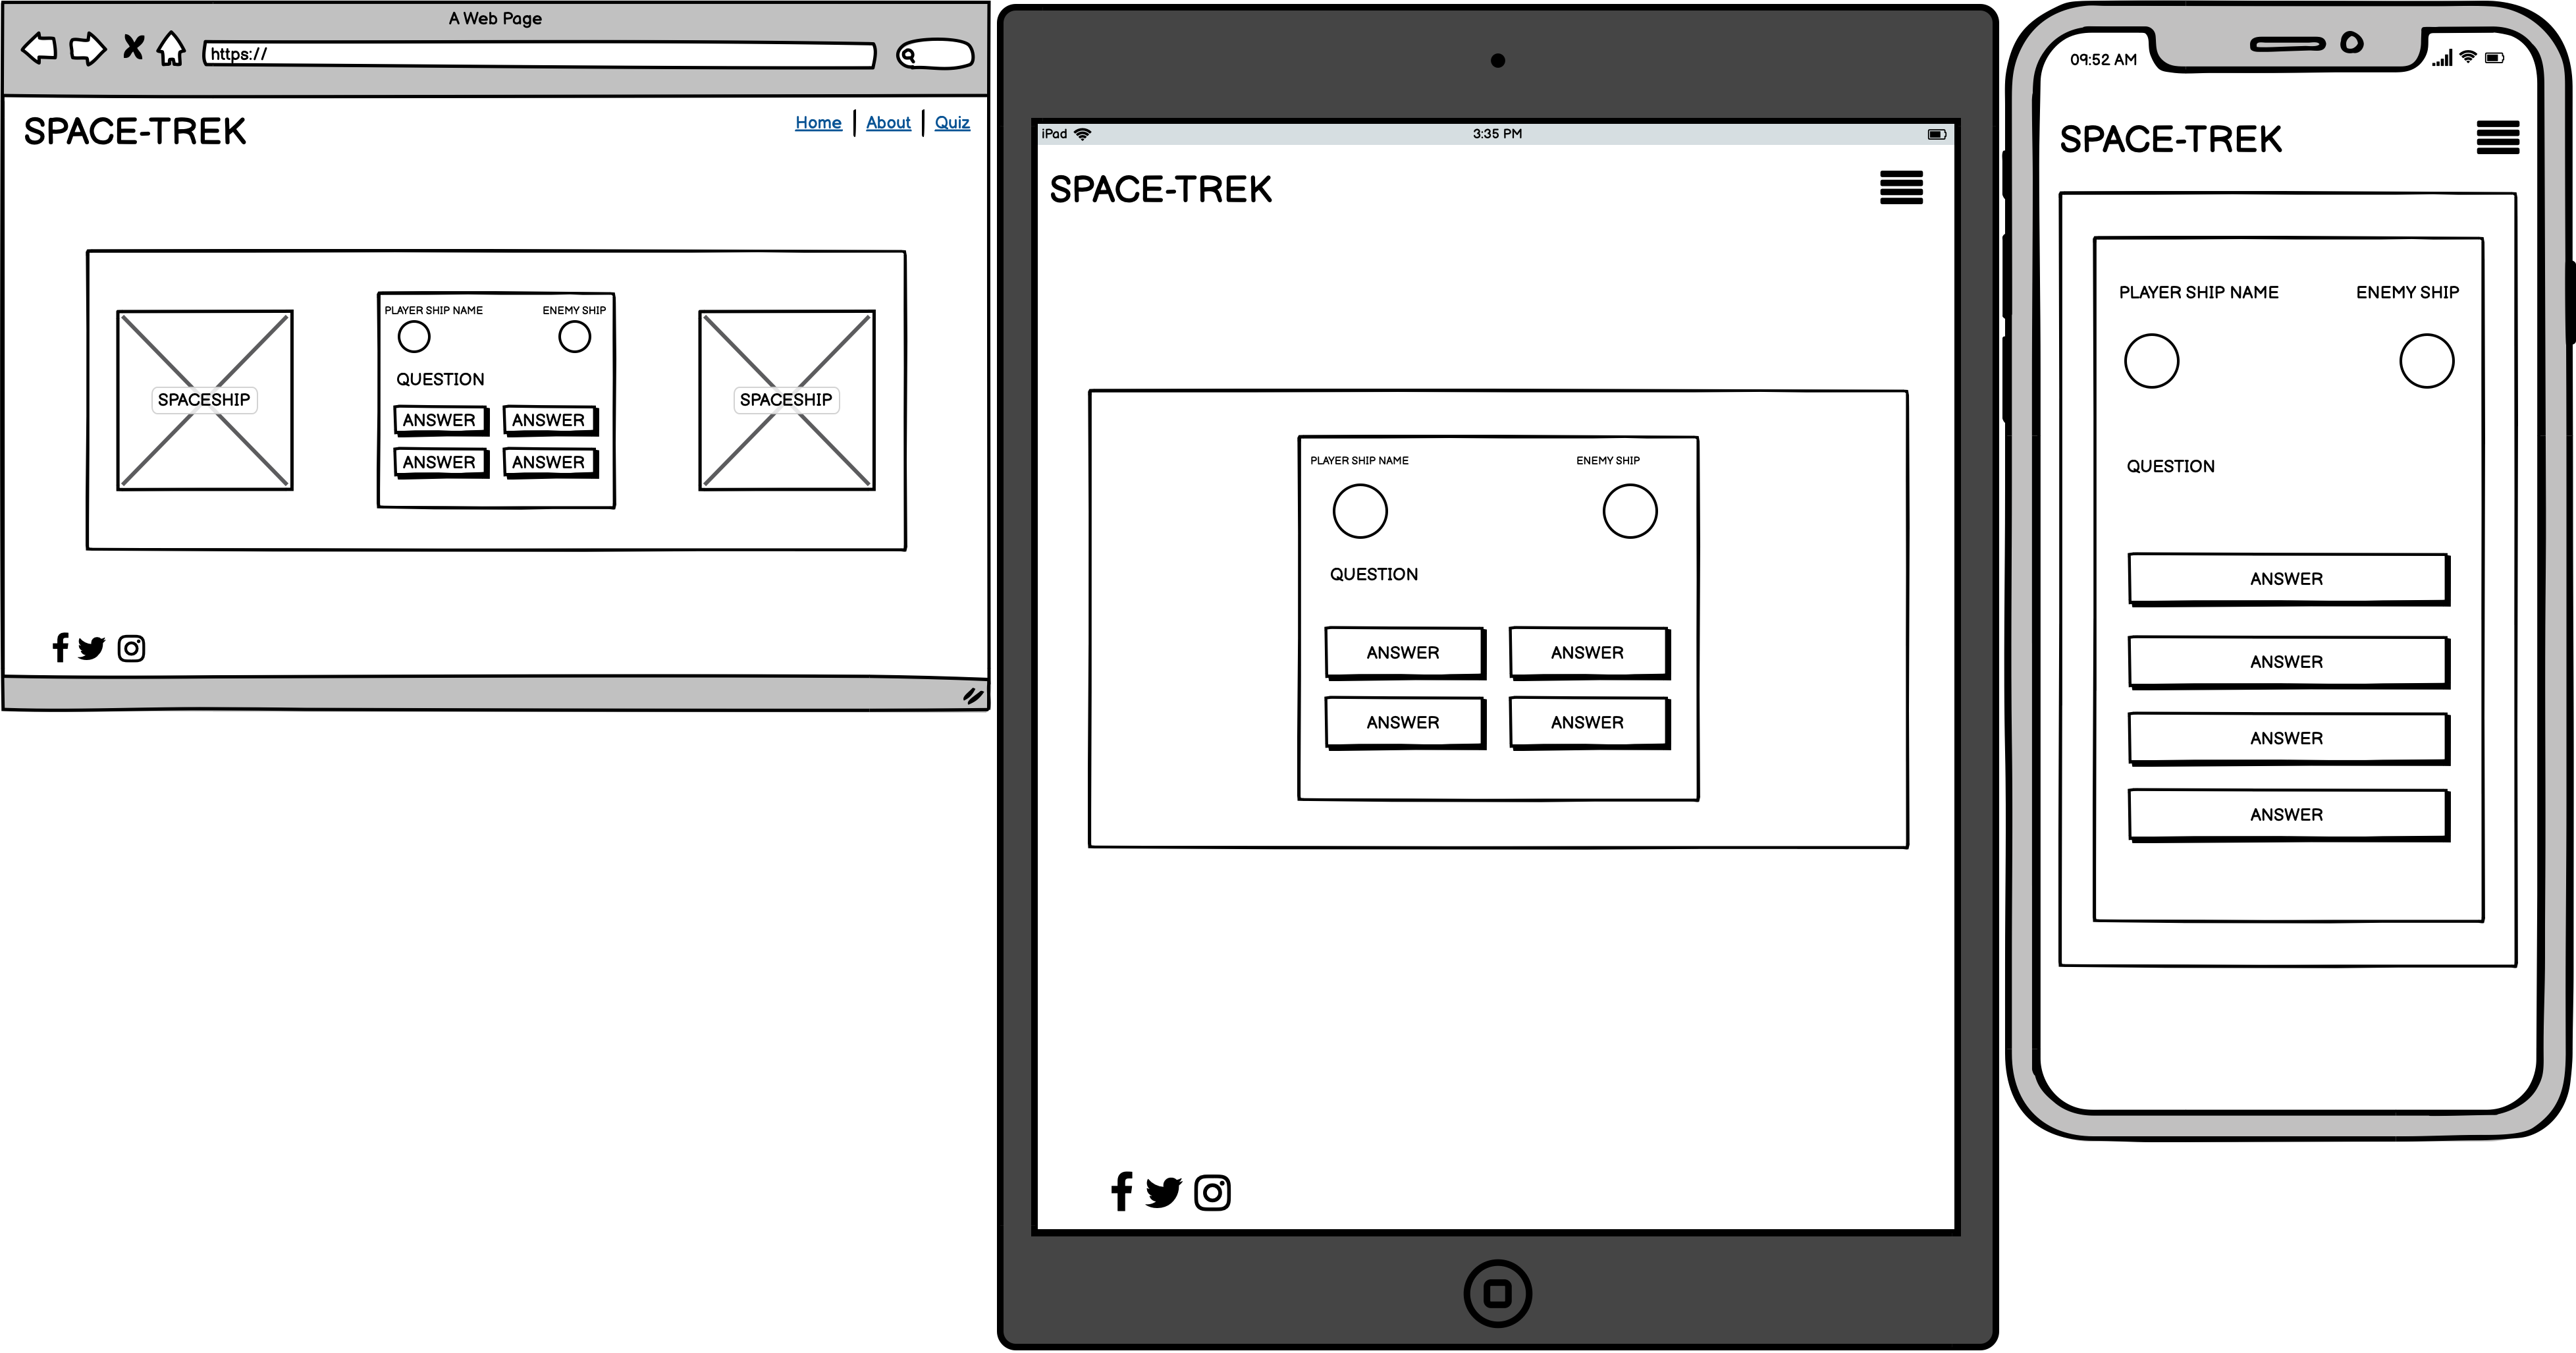 A Web Page
https://
SPACE-TREK
Home About Quiz
PLAYER SHIP NAME ENEMY SHIP
QUESTION
SPACESHIP
ANSWER ANSWER
ANSWER ANSWER
SPACESHIP
iPad 3:35 PM
SPACE-TREK
PLAYER SHIP NAME ENEMY SHIP
QUESTION
ANSWER ANSWER
ANSWER ANSWER
09:52 AM
SPACE-TREK
PLAYER SHIP NAME ENEMY SHIP
QUESTION
ANSWER
ANSWER
ANSWER
ANSWER